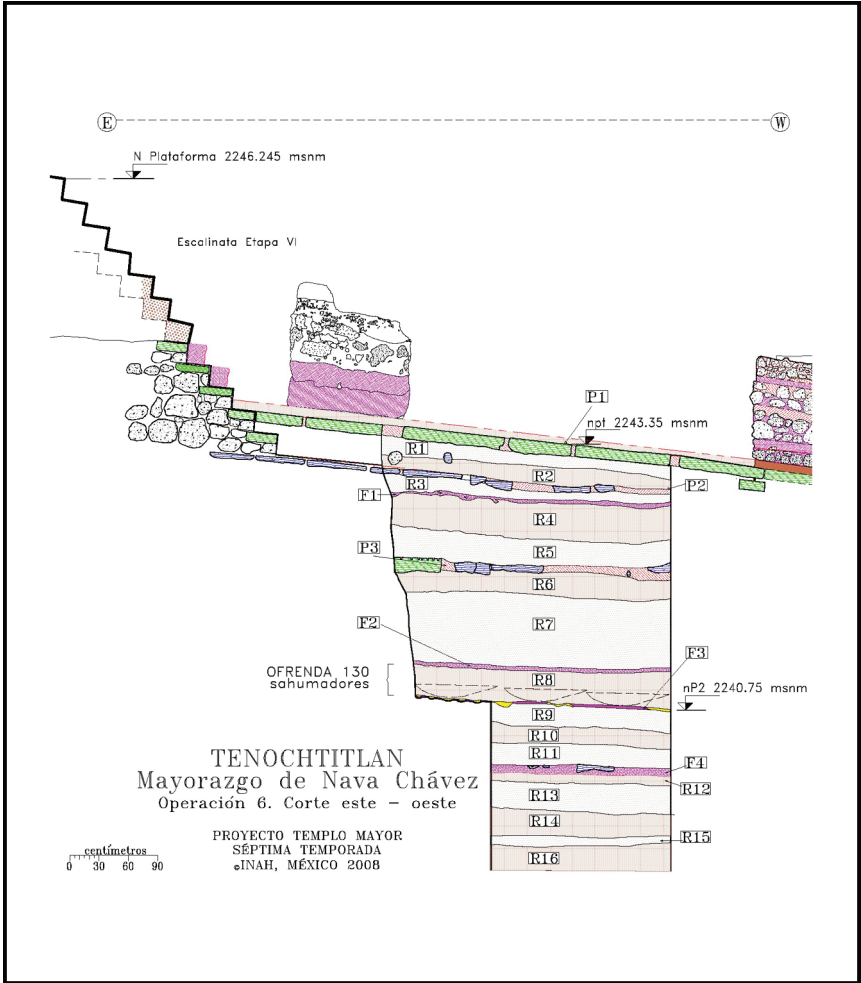 E
W
N Plataforma 2246.245 msnm
Escalinata Etapa VI
P1
npt 2243.35 msnm
R1
R2
R3
P2
F1
R4
R5
P3
R6
R7
F2
F3
OFRENDA 130
sahumadores
R8
nP2 2240.75 msnm
R9
R10
R11
F4
R12
R13
R14
R15
R16
TENOCHTITLAN
Mayorazgo de Nava Chávez
Operación 6. Corte este - oeste
PROYECTO TEMPLO MAYOR
SÉPTIMA TEMPORADA
©INAH, MÉXICO 2008
centímetros
0 30 60 90